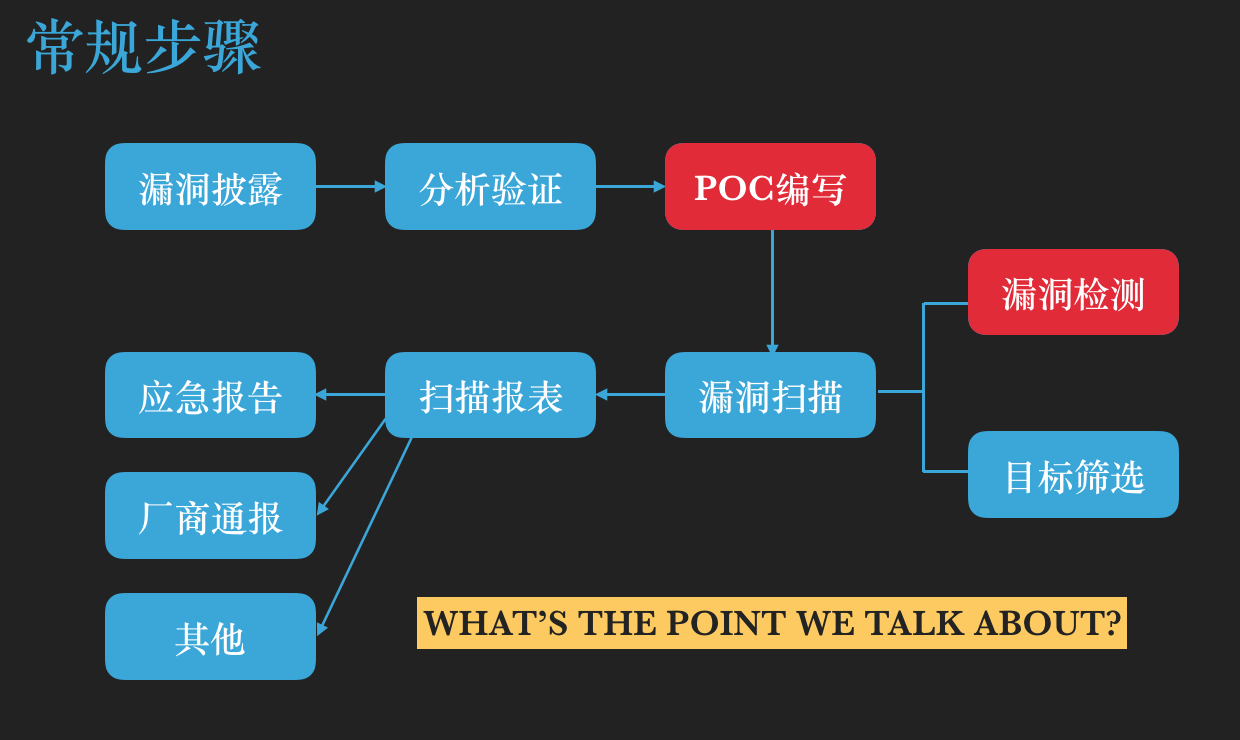 常规步骤
漏洞披露
分析验证
POC编写
漏洞检测
应急报告
扫描报表
漏洞扫描
目标筛选
厂商通报
其他
WHAT’S THE POINT WE TALK ABOUT?